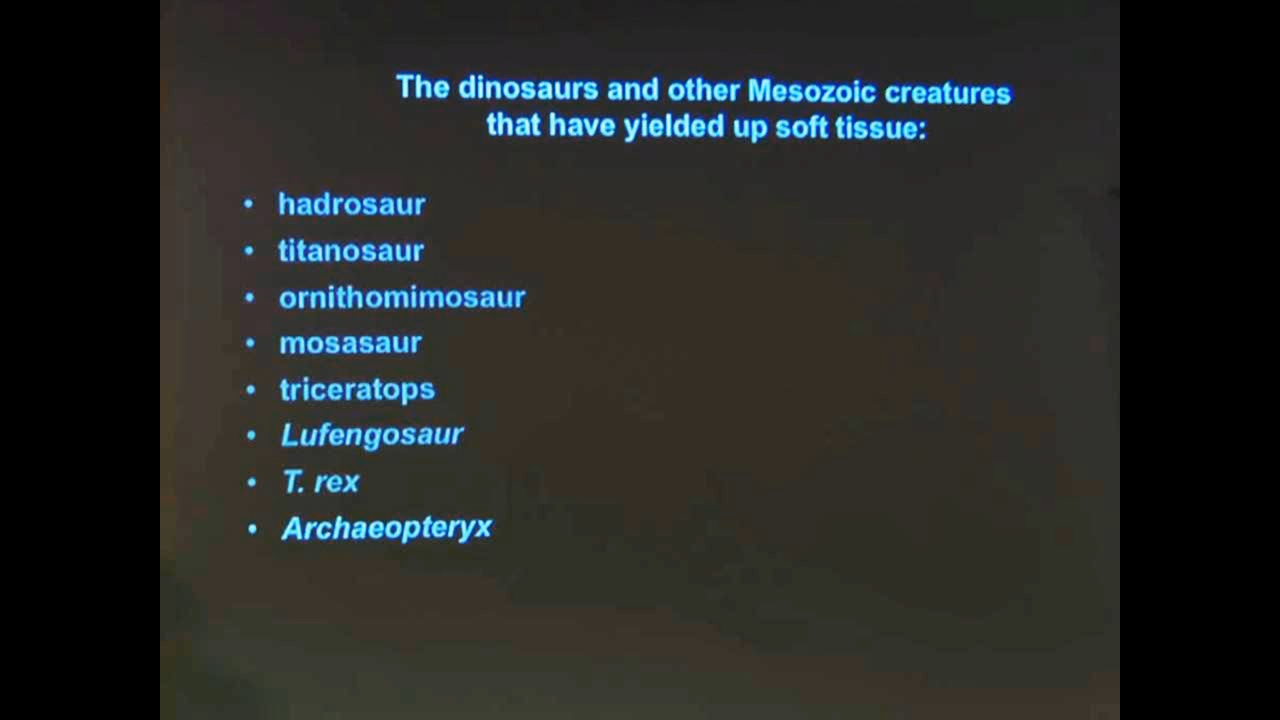 The dinosaurs and other Mesozoic creatures
that have yielded up soft tissue:
• hadrosaur
• titanosaur
• ornithomimosaur
• mosasaur
• triceratops
• Lufengosaur
• T. rex
• Archaeopteryx